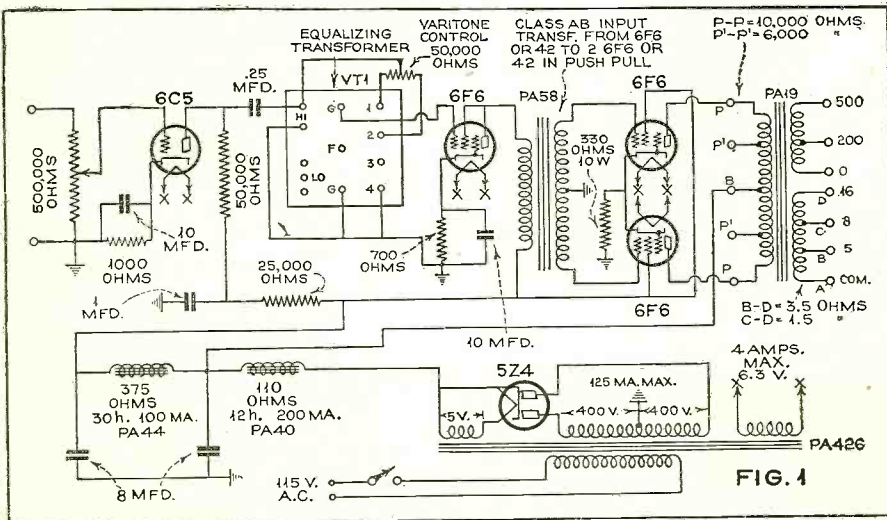 EQUALIZING
TRANSFORMER
VARITONE
CONTROL
50,000
OHMS
CLASS AB INPUT
TRANSF. FROM 6F6
OR 42 TO 2 6F6 OR
42 IN PUSH PULL
P-P=10,000 OHMS.
P'-P'=6,000 "
.25
MFD.
6C5
VT1
HI
G
1
2
F
3
LO
G
4
6F6
PA58
6F6
330
OHMS
10 W
P
P'
B
P'
P
PA19
500
200
0
16
D
8
C
5
B
COM.
A
500,000
OHMS
10
MFD.
1000
OHMS
50,000
OHMS
700
OHMS
6F6
1
MFD.
25,000
OHMS
10 MFD.
B-D=3.5 OHMS
C-D=1.5 "
375
OHMS
30h. 100 MA.
PA44
110
OHMS
12h. 200 MA.
PA40
5Z4
5V.
125 MA. MAX.
400 V.
400 V.
4 AMPS.
MAX.
6.3 V.
X X
X X
X X
X X
PA426
8 MFD.
115 V.
A.C.
FIG. 1